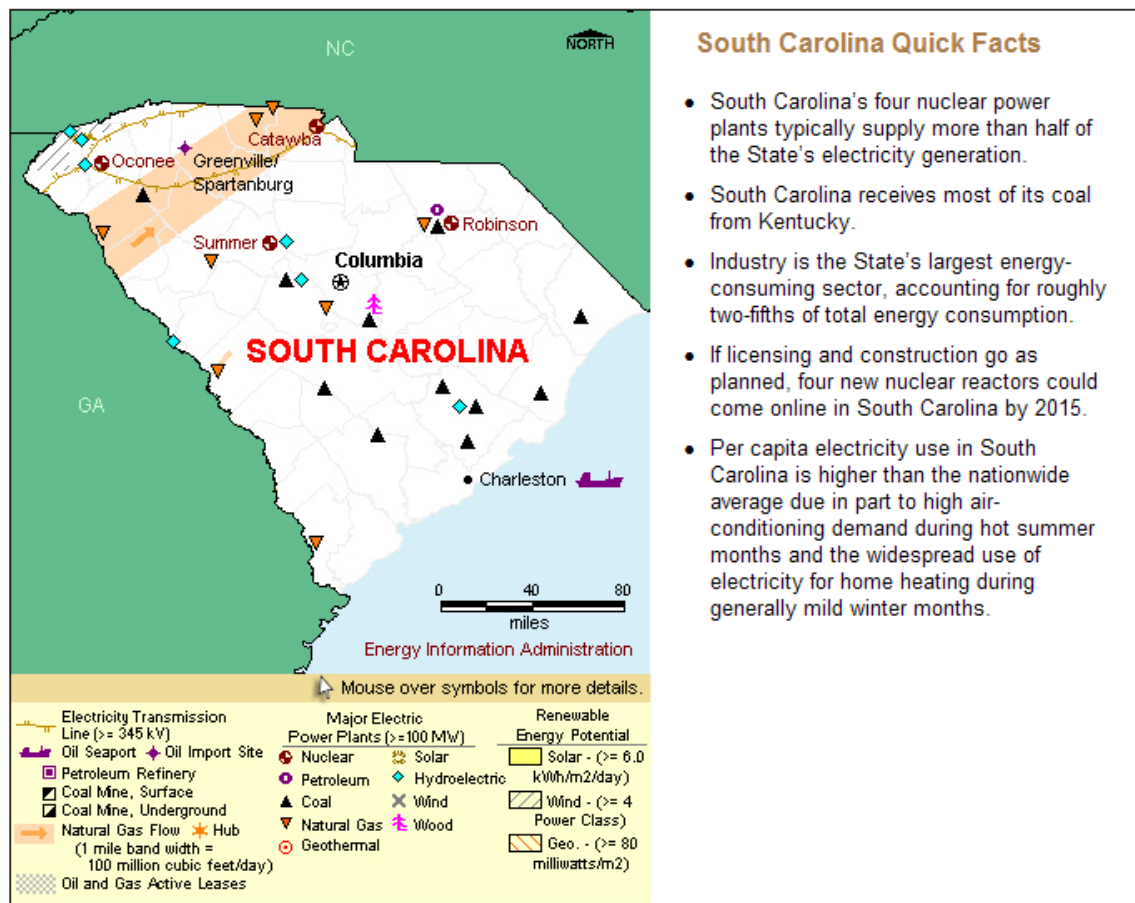 NC
NORTH
Catawba
Oconee
Greenville/
Spartanburg
Summer
Robinson
Columbia
SOUTH CAROLINA
GA
Charleston
0 40 80
miles
Energy Information Administration
Mouse over symbols for more details.
Electricity Transmission
Line (>= 345 kV)
Oil Seaport Oil Import Site
Petroleum Refinery
Coal Mine, Surface
Coal Mine, Underground
Natural Gas Flow Hub
(1 mile band width =
100 million cubic feet/day)
Oil and Gas Active Leases
Major Electric
Power Plants (>=100 MW)
Nuclear Solar
Petroleum Hydroelectric
Coal Wind
Natural Gas Wood
Geothermal
Renewable
Energy Potential
Solar - (>= 6.0
kWh/m2/day)
Wind - (>= 4
Power Class)
Geo. - (>= 80
milliwatts/m2)
South Carolina Quick Facts
• South Carolina's four nuclear power
plants typically supply more than half of
the State's electricity generation.
• South Carolina receives most of its coal
from Kentucky.
• Industry is the State's largest energy-
consuming sector, accounting for roughly
two-fifths of total energy consumption.
• If licensing and construction go as
planned, four new nuclear reactors could
come online in South Carolina by 2015.
• Per capita electricity use in South
Carolina is higher than the nationwide
average due in part to high air-
conditioning demand during hot summer
months and the widespread use of
electricity for home heating during
generally mild winter months.